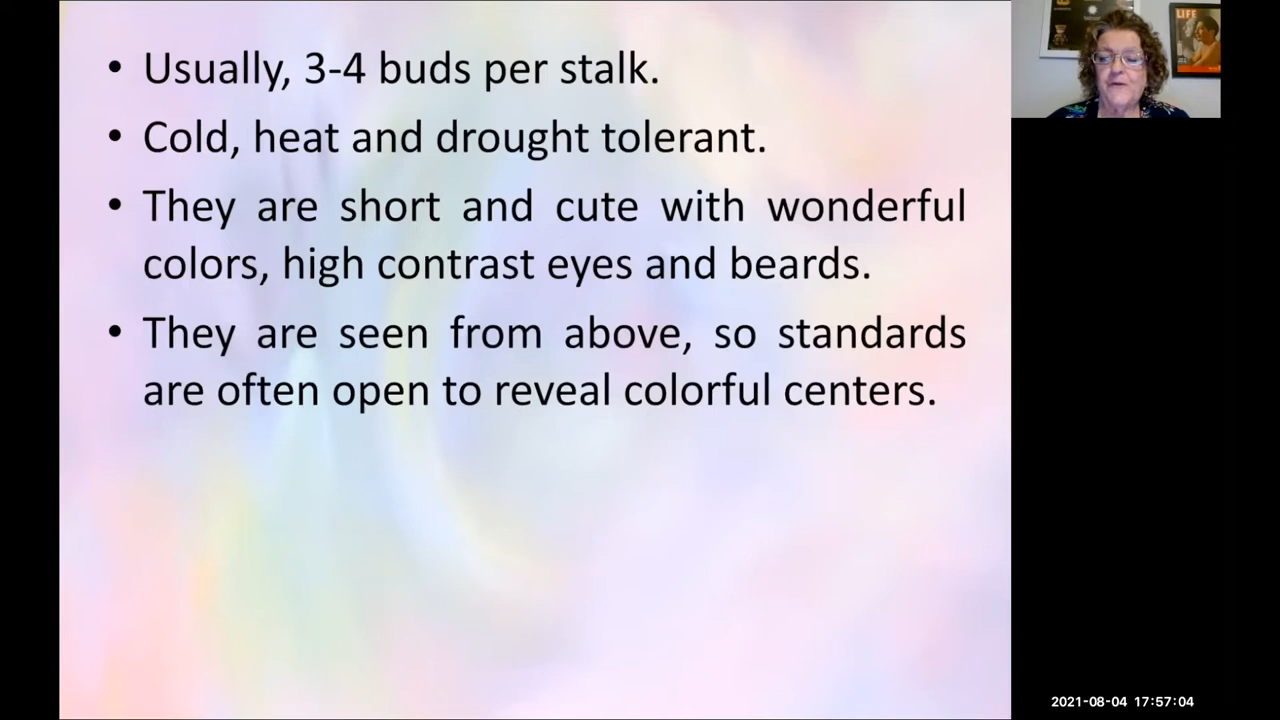 • Usually, 3-4 buds per stalk.
• Cold, heat and drought tolerant.
• They are short and cute with wonderful
colors, high contrast eyes and beards.
• They are seen from above, so standards
are often open to reveal colorful centers.
LIFE
2021-08-04 17:57:04